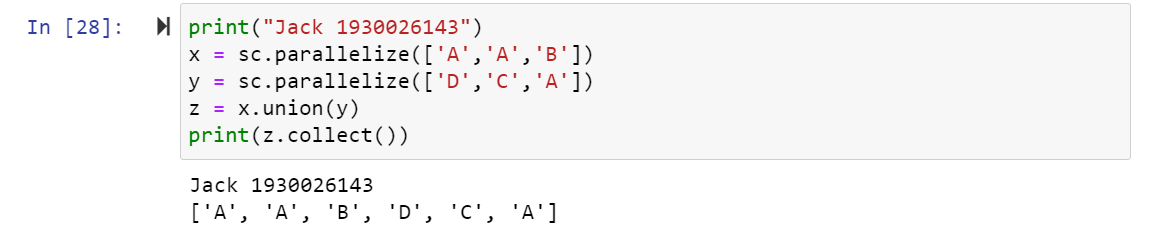 In [28]:
print("Jack 1930026143")
x = sc.parallelize(['A','A','B'])
y = sc.parallelize(['D','C','A'])
z = x.union(y)
print(z.collect())
Jack 1930026143
['A', 'A', 'B', 'D', 'C', 'A']